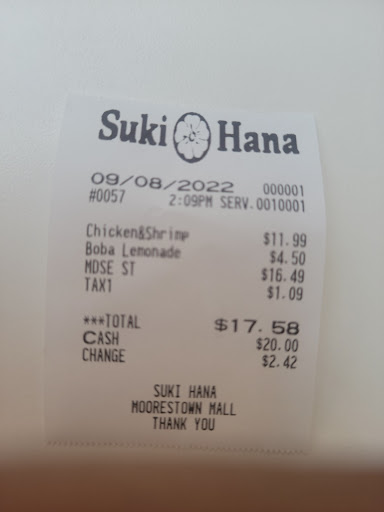 Suki Hana
09/08/2022 000001
#0057 2:09PM SERV.0010001
Chicken&Shrimp $11.99
Boba Lemonade $4.50
MDSE ST $16.49
TAX1 $1.09
***TOTAL $17.58
CASH $20.00
CHANGE $2.42
SUKI HANA
MOORESTOWN MALL
THANK YOU